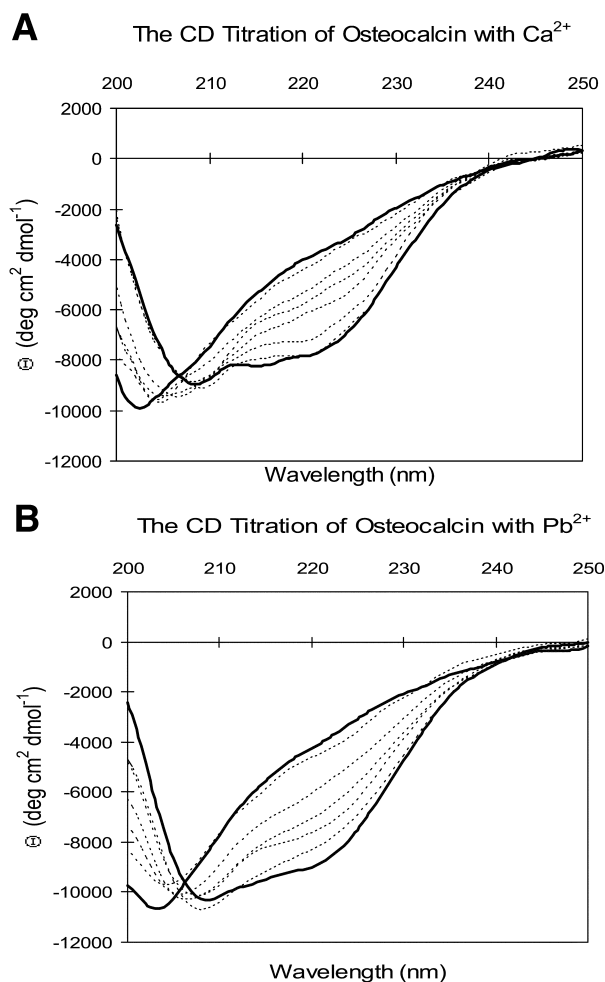 A
The CD Titration of Osteocalcin with Ca²⁺
200 210 220 230 240 250
2000
0
-2000
-4000
-6000
-8000
-10000
-12000
Θ (deg cm² dmol⁻¹)
Wavelength (nm)
B
The CD Titration of Osteocalcin with Pb²⁺
200 210 220 230 240 250
2000
0
-2000
-4000
-6000
-8000
-10000
-12000
Θ (deg cm² dmol⁻¹)
Wavelength (nm)